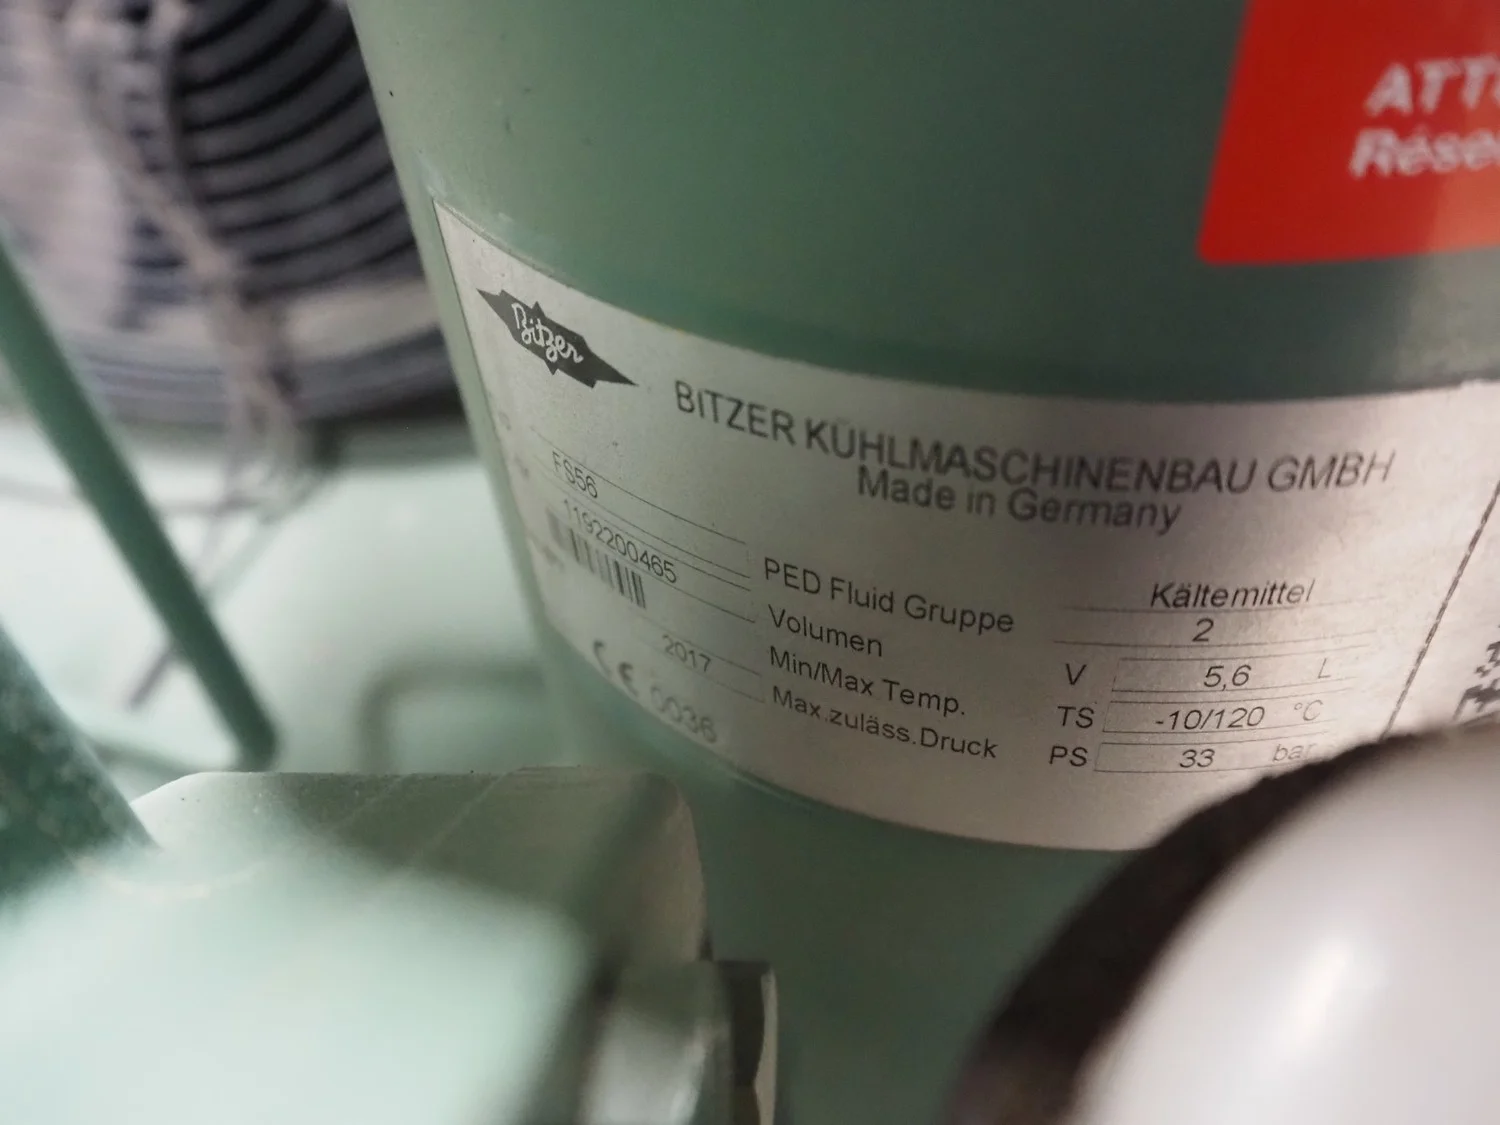 ATT
Rése
Bitzer
BITZER KÜHLMASCHINENBAU GMBH
Made in Germany
FS56
1192200465
2017
CE 0036
Kältemittel
PED Fluid Gruppe 2
Volumen V 5,6 L
Min/Max Temp. TS -10/120 °C
Max.zuläss.Druck PS 33 bar